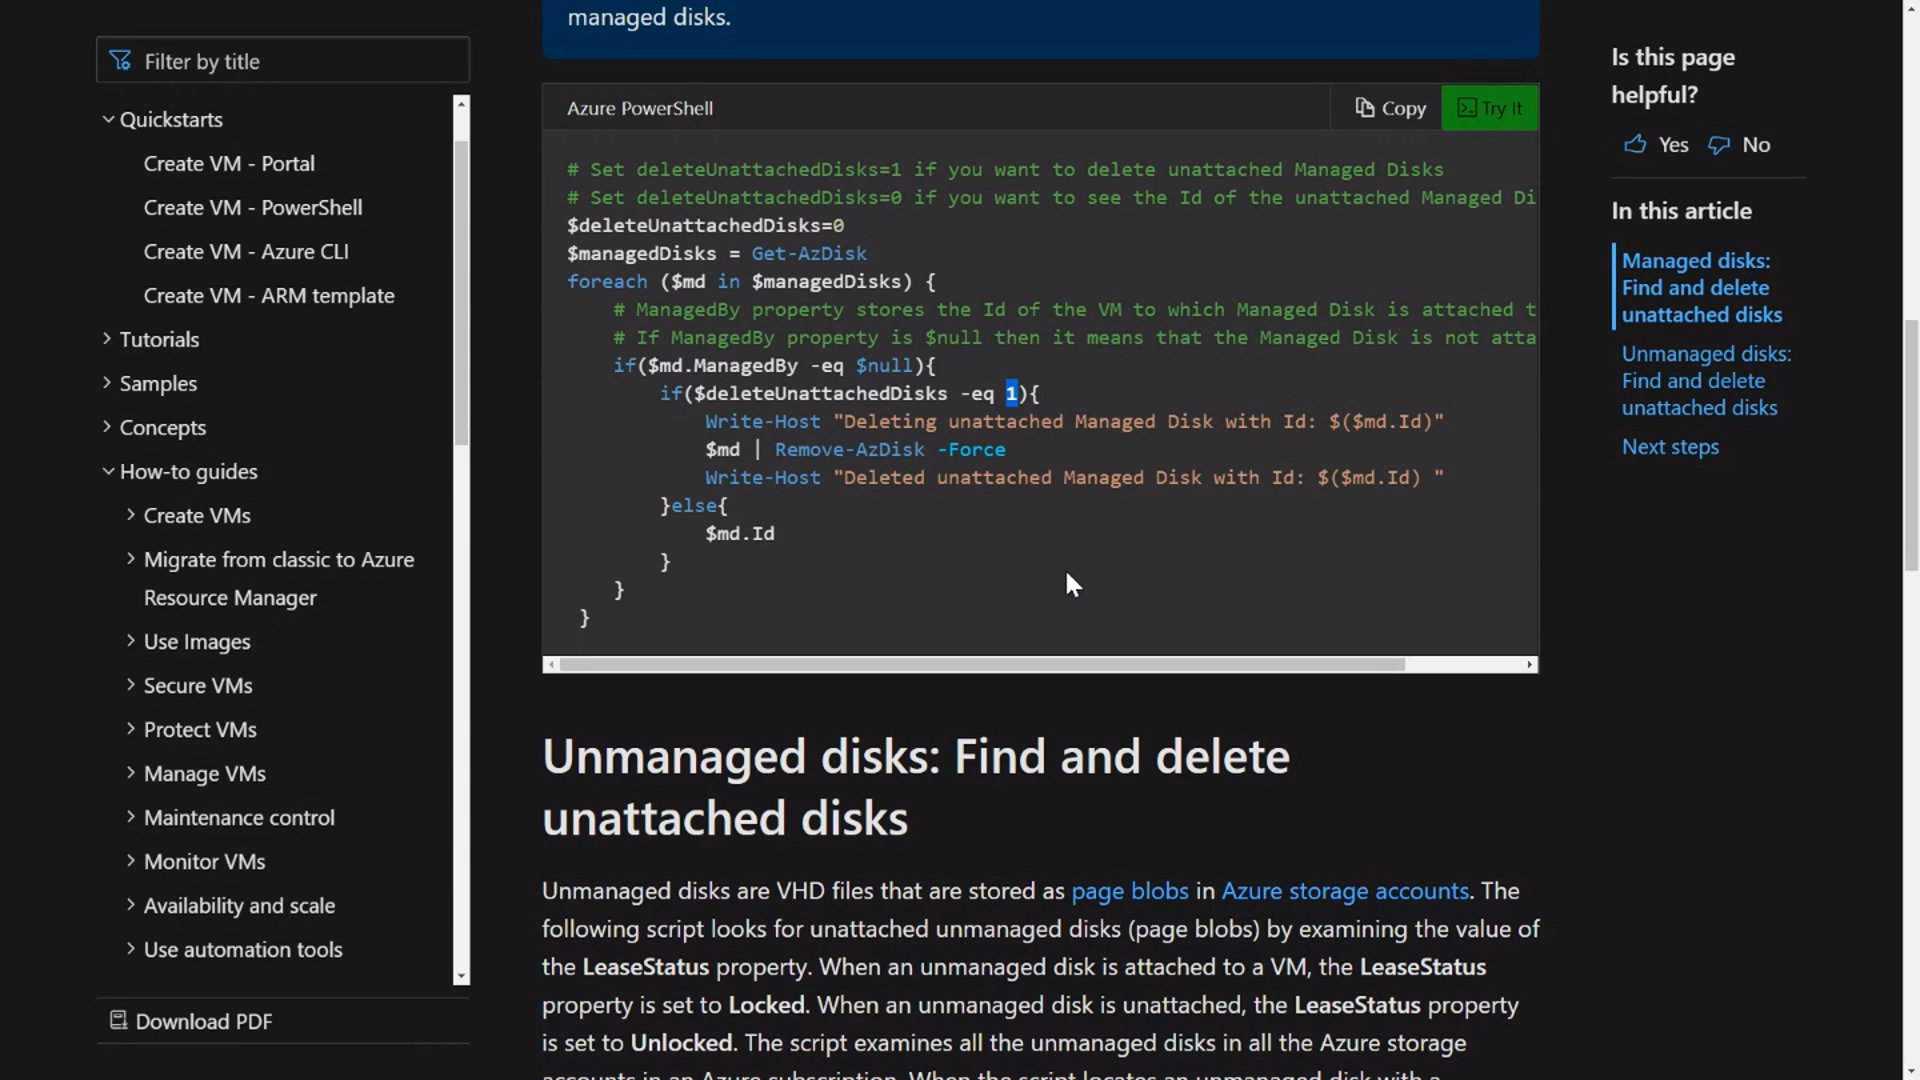 managed disks.
Filter by title
Quickstarts
Create VM - Portal
Create VM - PowerShell
Create VM - Azure CLI
Create VM - ARM template
Tutorials
Samples
Concepts
How-to guides
Create VMs
Migrate from classic to Azure
Resource Manager
Use Images
Secure VMs
Protect VMs
Manage VMs
Maintenance control
Monitor VMs
Availability and scale
Use automation tools
Download PDF
Azure PowerShell
Copy
Try It
# Set deleteUnattachedDisks=1 if you want to delete unattached Managed Disks
# Set deleteUnattachedDisks=0 if you want to see the Id of the unattached Managed Di
$deleteUnattachedDisks=0
$managedDisks = Get-AzDisk
foreach ($md in $managedDisks) {
    # ManagedBy property stores the Id of the VM to which Managed Disk is attached t
    # If ManagedBy property is $null then it means that the Managed Disk is not atta
    if($md.ManagedBy -eq $null){
        if($deleteUnattachedDisks -eq 1){
            Write-Host "Deleting unattached Managed Disk with Id: $($md.Id)"
            $md | Remove-AzDisk -Force
            Write-Host "Deleted unattached Managed Disk with Id: $($md.Id) "
        }else{
            $md.Id
        }
    }
 }
Unmanaged disks: Find and delete
unattached disks
Unmanaged disks are VHD files that are stored as page blobs in Azure storage accounts. The
following script looks for unattached unmanaged disks (page blobs) by examining the value of
the LeaseStatus property. When an unmanaged disk is attached to a VM, the LeaseStatus
property is set to Locked. When an unmanaged disk is unattached, the LeaseStatus property
is set to Unlocked. The script examines all the unmanaged disks in all the Azure storage
accounts in an Azure subscription. When the script locates an unmanaged disk with a
Is this page
helpful?
Yes
No
In this article
Managed disks:
Find and delete
unattached disks
Unmanaged disks:
Find and delete
unattached disks
Next steps